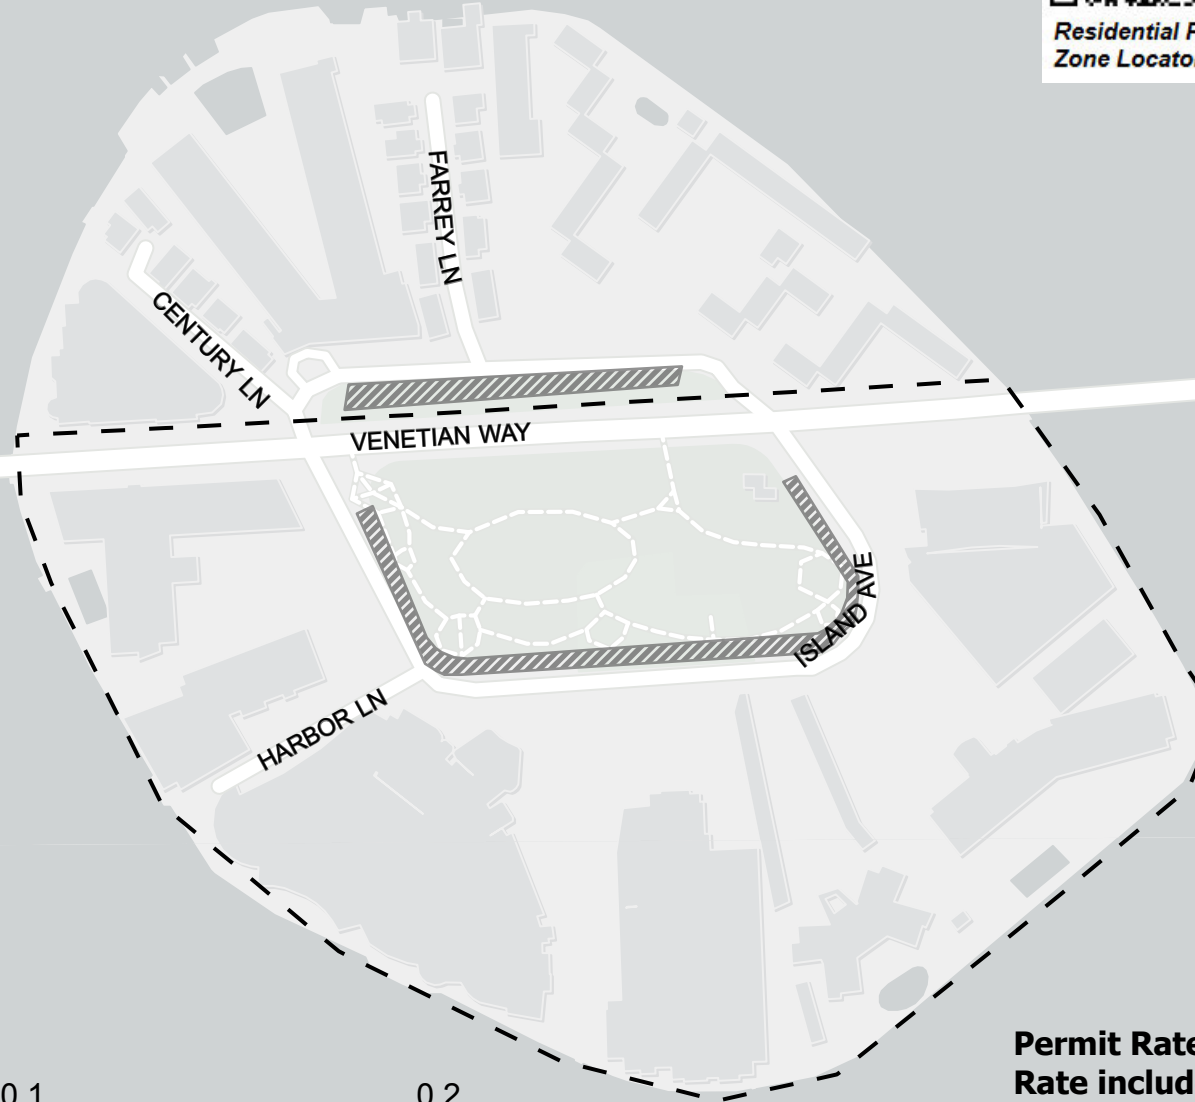 Residential
Zone Locator
FARREY LN
CENTURY LN
VENETIAN WAY
ISLAND AVE
HARBOR LN
Permit Rate
Rate includ
0.1
0.2